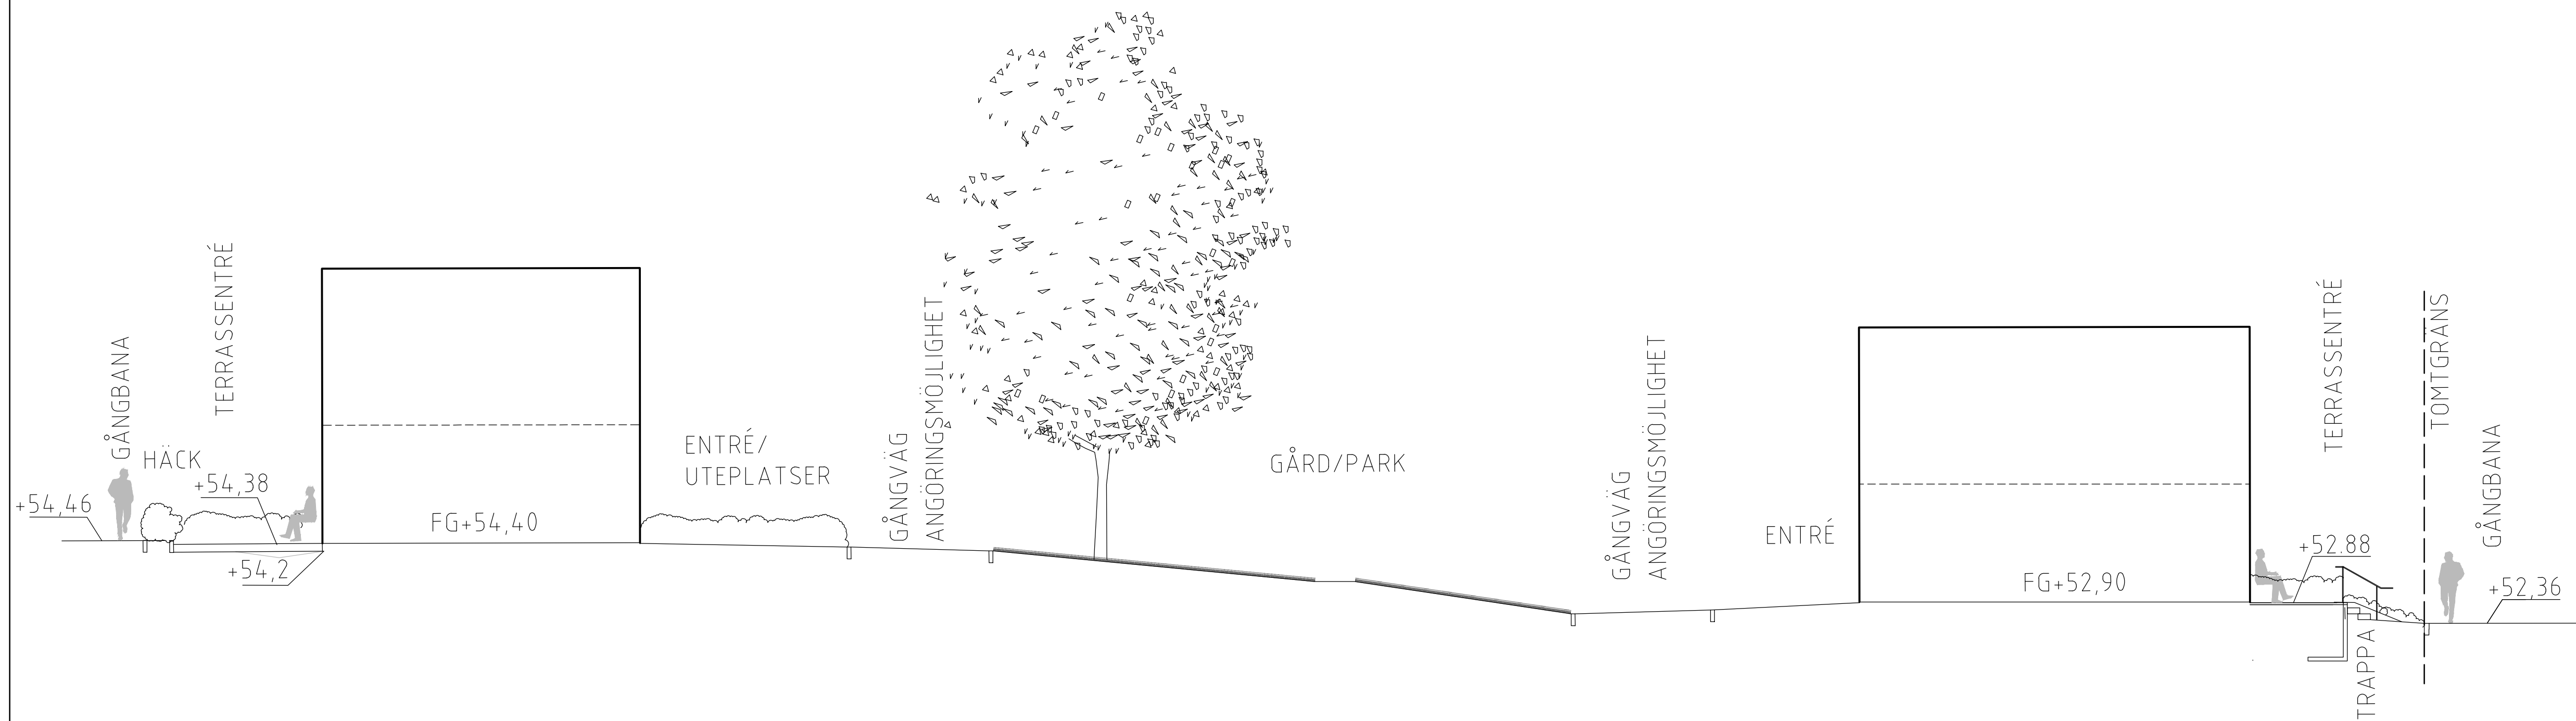 +54,46
GÅNGBANA
HÄCK
TERRASSENTRÉ
+54,38
+54,2
FG+54,40
ENTRÉ/
UTEPLATSER
GÅNGVÄG
ANGÖRINGSMÖJLIGHET
GÅRD/PARK
GÅNGVÄG
ANGÖRINGSMÖJLIGHET
ENTRÉ
FG+52,90
+52.88
TERRASSENTRÉ
TRAPPA
TOMTGRÄNS
GÅNGBANA
+52,36